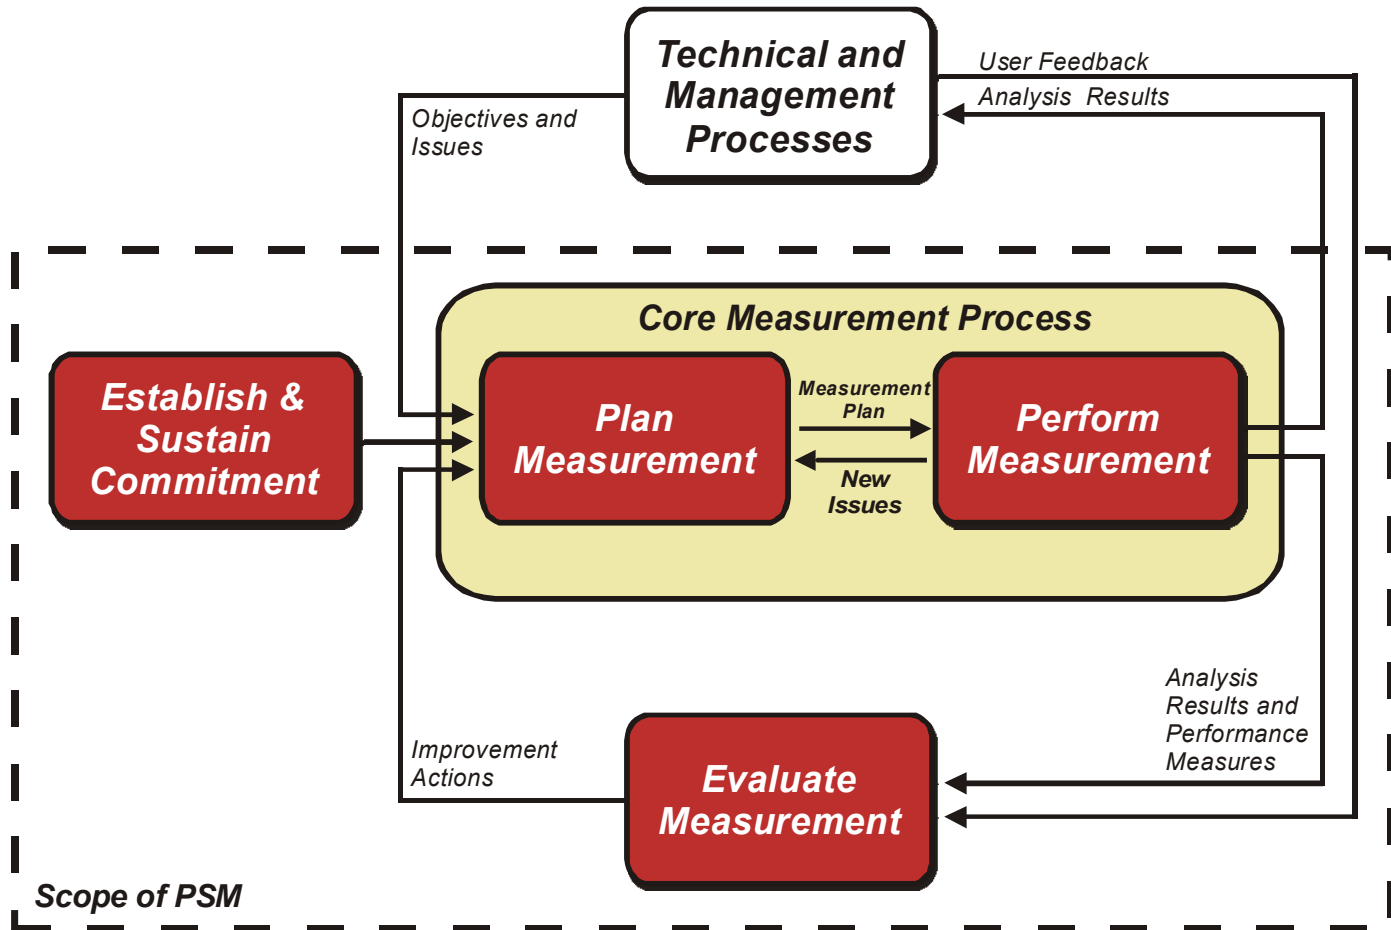 Technical and
Management
Processes
User Feedback
Analysis Results
Objectives and
Issues
Core Measurement Process
Establish &
Sustain
Commitment
Plan
Measurement
Measurement
Plan
New
Issues
Perform
Measurement
Analysis
Results and
Performance
Measures
Improvement
Actions
Evaluate
Measurement
Scope of PSM